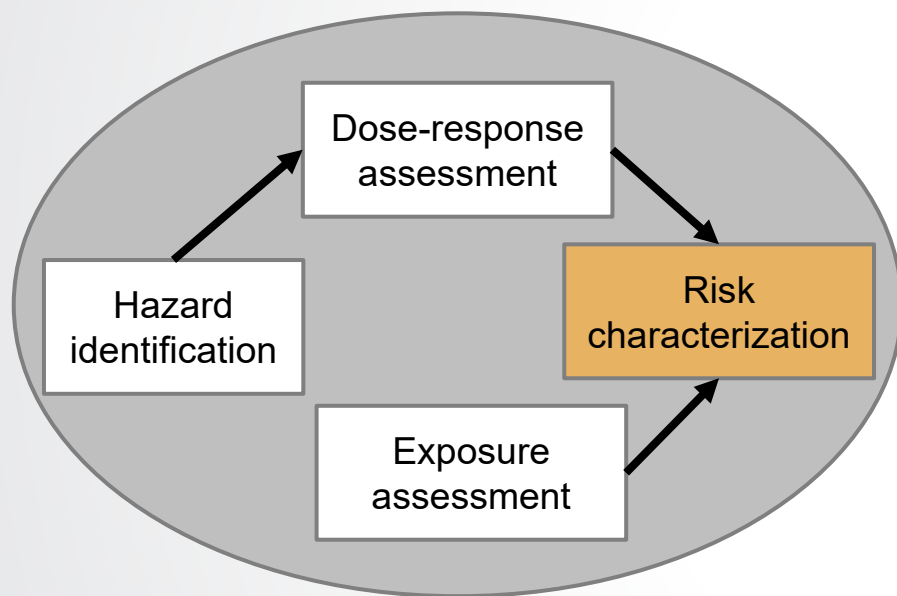 Dose-response
assessment
Hazard
identification
Risk
characterization
Exposure
assessment